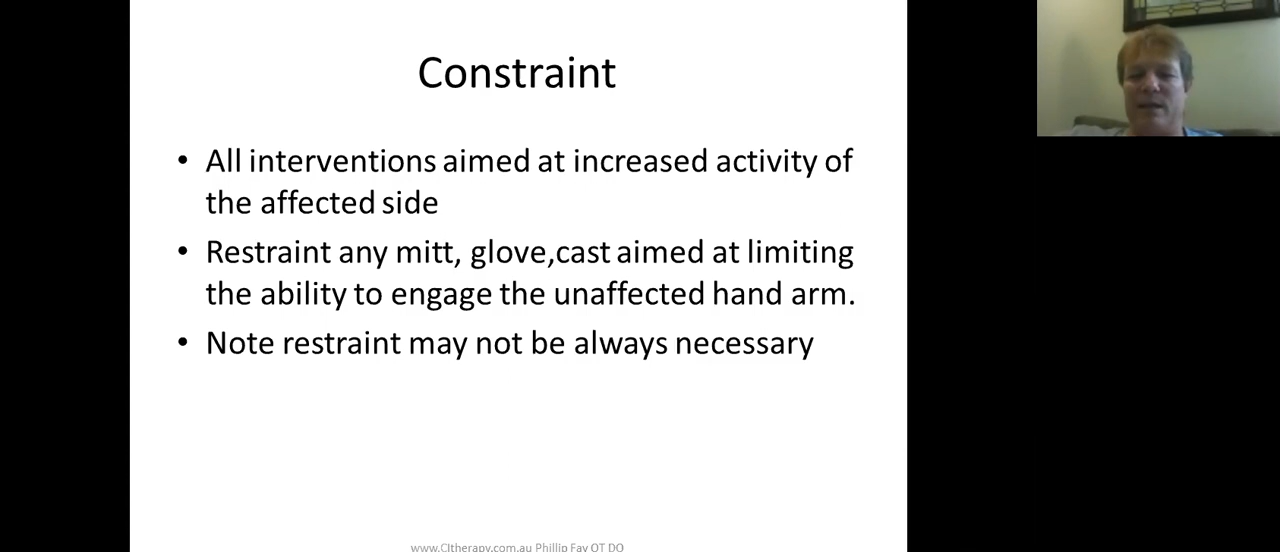 Constraint
• All interventions aimed at increased activity of
the affected side
• Restraint any mitt, glove,cast aimed at limiting
the ability to engage the unaffected hand arm.
• Note restraint may not be always necessary
www.CItherapy.com.au Phillip Fay OT DO